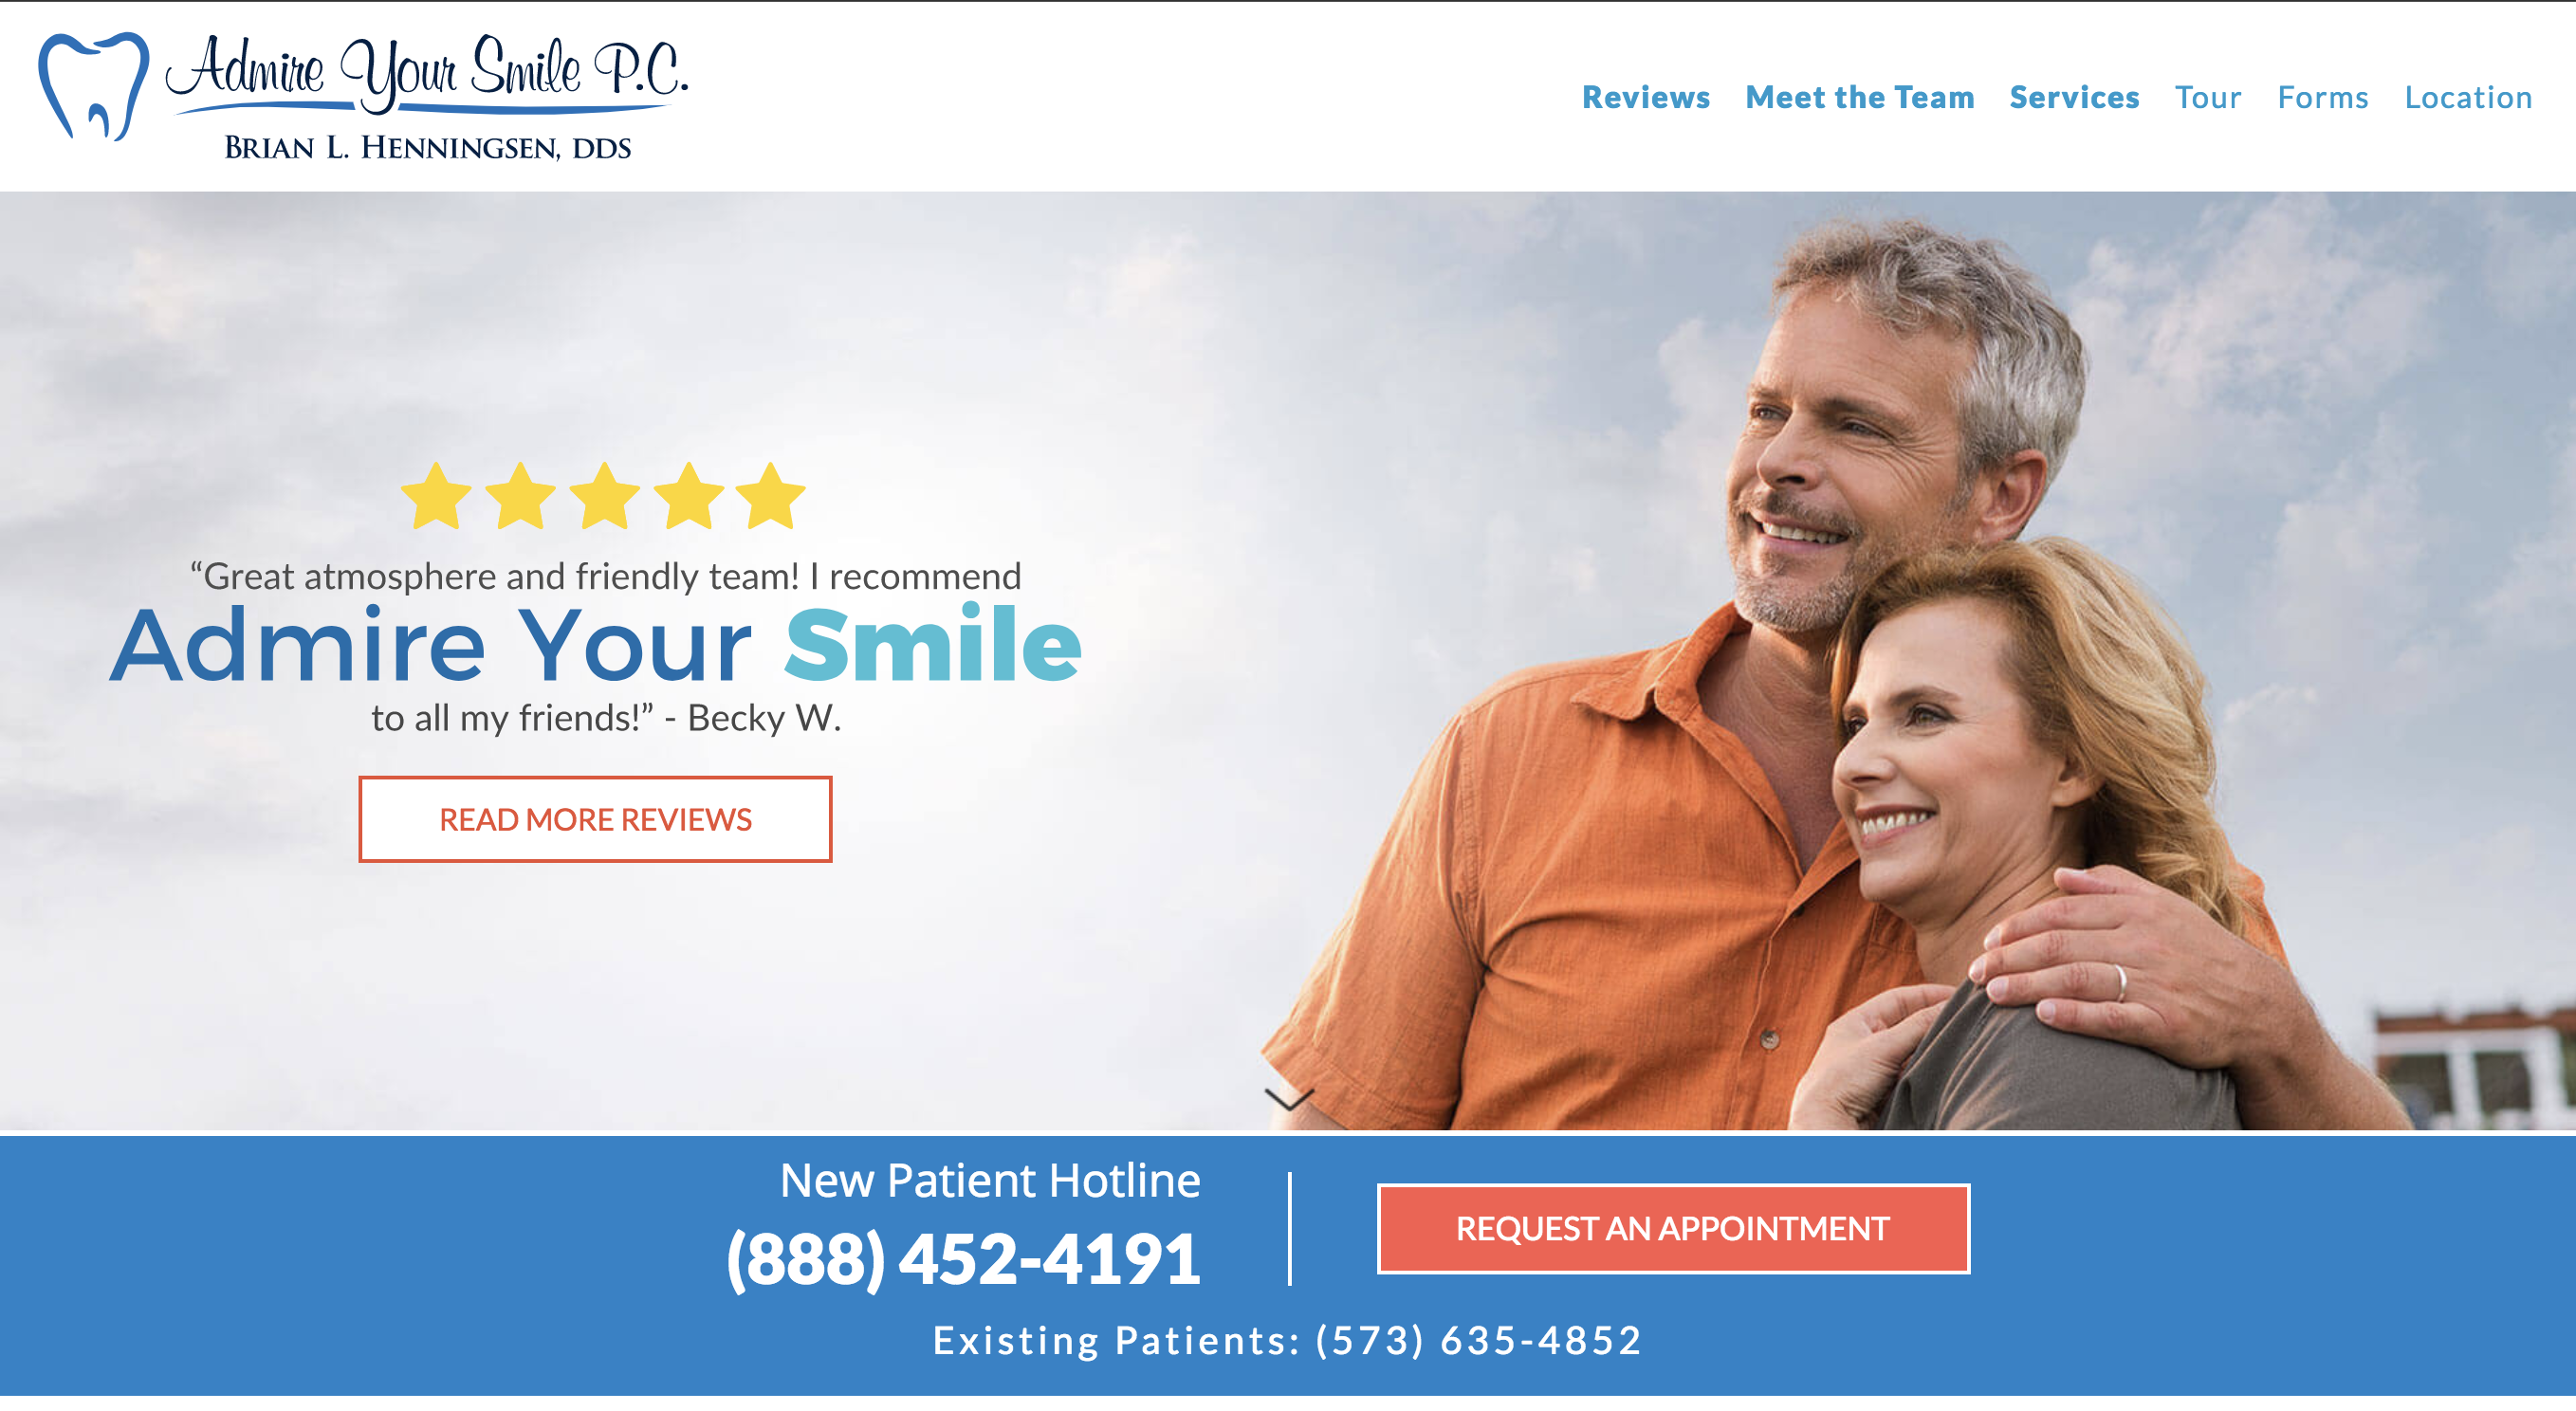 Admire Your Smile P.C.
BRIAN L. HENNINGSEN, DDS
Reviews Meet the Team Services Tour Forms Location
“Great atmosphere and friendly team! I recommend
Admire Your Smile
to all my friends!” - Becky W.
READ MORE REVIEWS
New Patient Hotline
(888) 452-4191
REQUEST AN APPOINTMENT
Existing Patients: (573) 635-4852